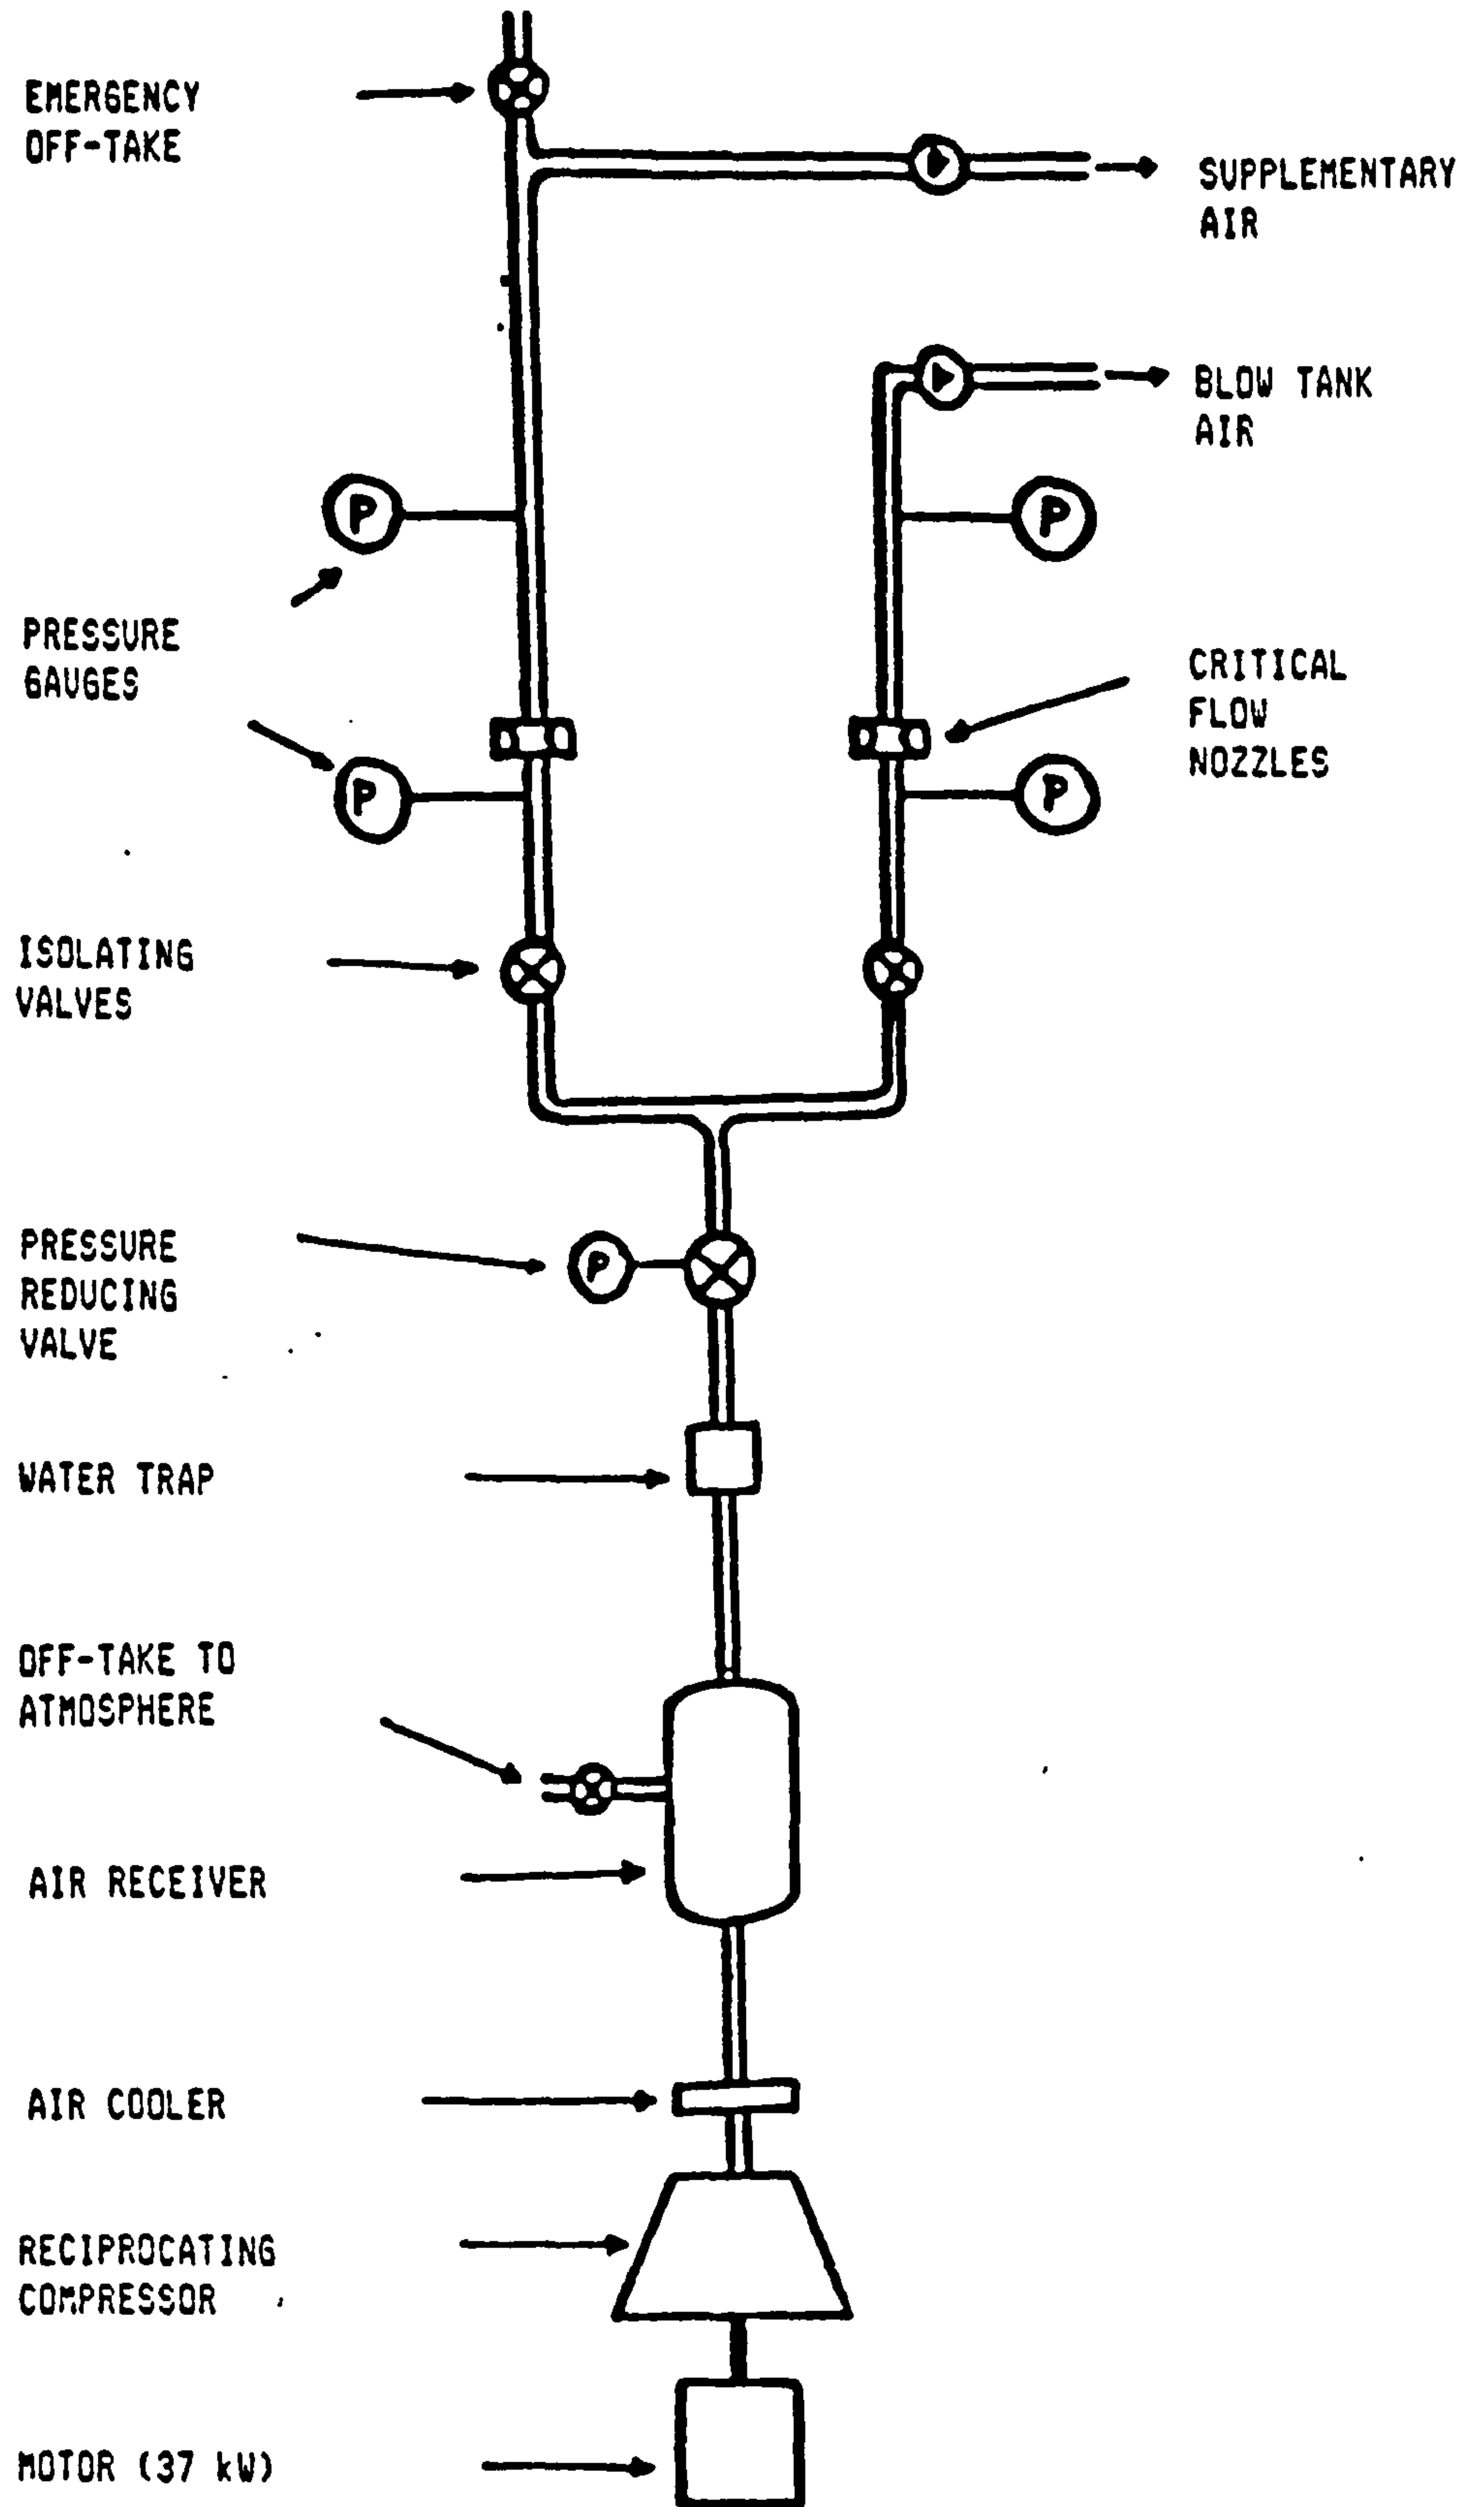 EMERGENCY
OFF-TAKE
SUPPLEMENTARY
AIR
BLOW TANK
AIR
P
P
PRESSURE
GAUGES
CRITICAL
FLOW
NOZZLES
P
P
ISOLATING
VALVES
PRESSURE
REDUCING
VALVE
P
WATER TRAP
OFF-TAKE TO
ATMOSPHERE
AIR RECEIVER
AIR COOLER
RECIPROCATING
COMPRESSOR
MOTOR (37 kW)